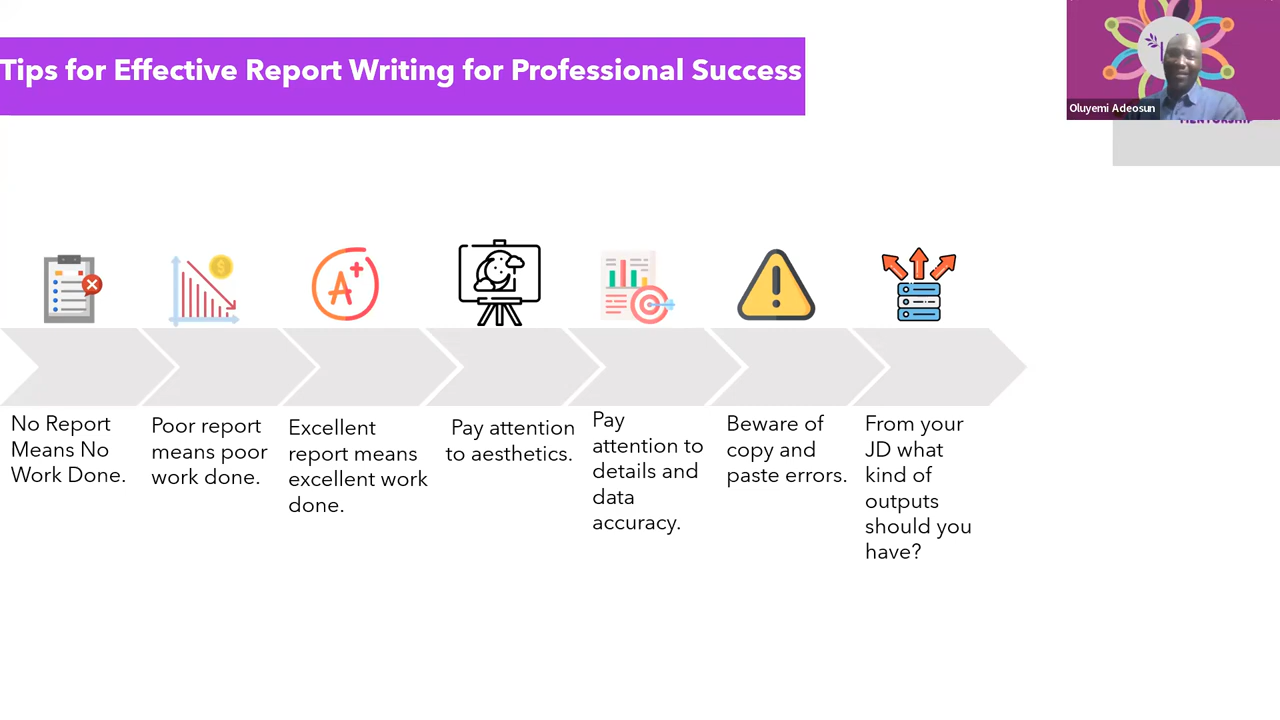 Tips for Effective Report Writing for Professional Success
Oluyemi Adeosun
MENTORSHIP
A+
No Report
Means No
Work Done.
Poor report
means poor
work done.
Excellent
report means
excellent work
done.
Pay attention
to aesthetics.
Pay
attention to
details and
data
accuracy.
Beware of
copy and
paste errors.
From your
JD what
kind of
outputs
should you
have?